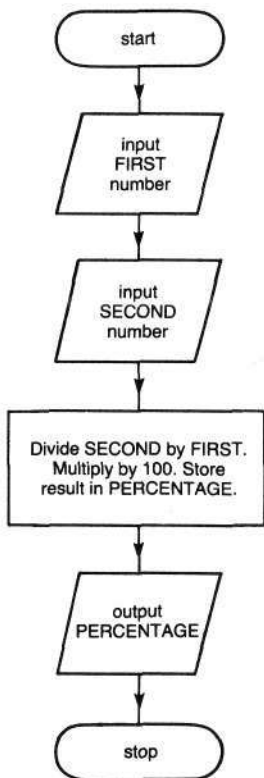 start
input
FIRST
number
input
SECOND
number
Divide SECOND by FIRST.
Multiply by 100. Store
result in PERCENTAGE.
output
PERCENTAGE
stop